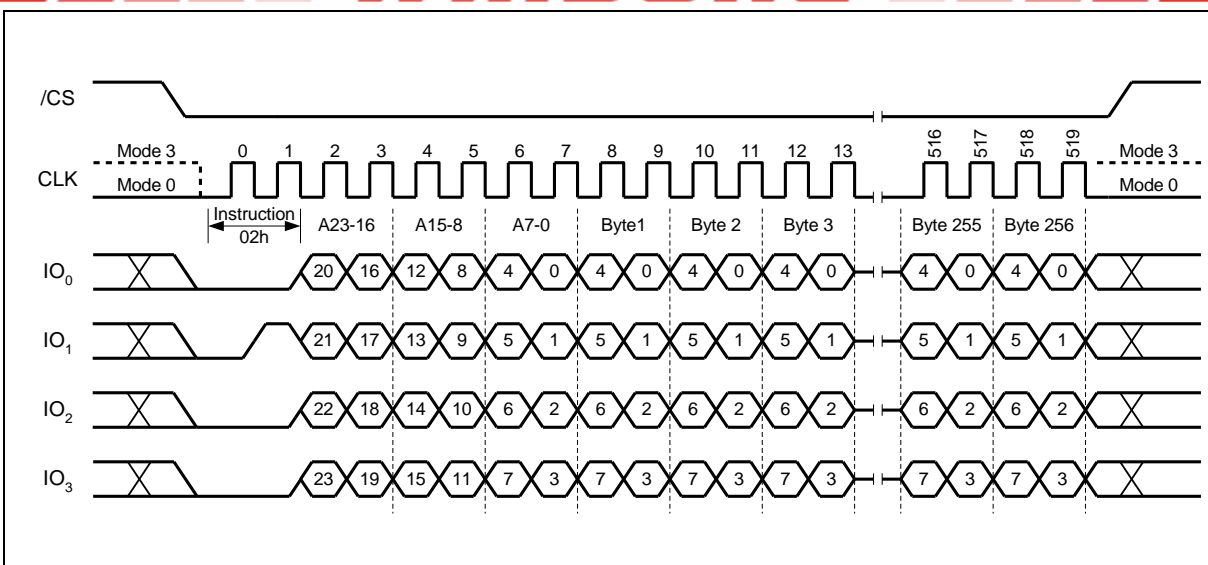 /CS
516 517 518 519
Mode 3 0 1 2 3 4 5 6 7 8 9 10 11 12 13 Mode 3
CLK
Mode 0 Mode 0
Instruction A23-16 A15-8 A7-0 Byte1 Byte 2 Byte 3 Byte 255 Byte 256
02h
IO0 20 16 12 8 4 0 4 0 4 0 4 0 4 0 4 0
IO1 21 17 13 9 5 1 5 1 5 1 5 1 5 1 5 1
IO2 22 18 14 10 6 2 6 2 6 2 6 2 6 2 6 2
IO3 23 19 15 11 7 3 7 3 7 3 7 3 7 3 7 3